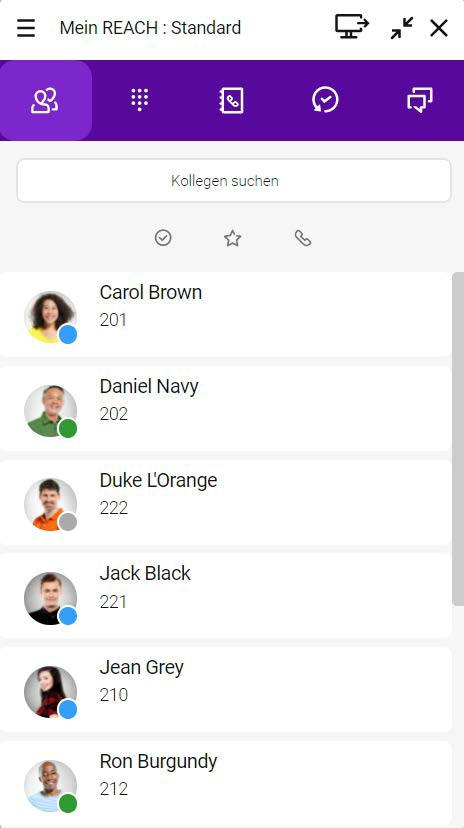 Mein REACH : Standard
Kollegen suchen
Carol Brown
201
Daniel Navy
202
Duke L'Orange
222
Jack Black
221
Jean Grey
210
Ron Burgundy
212